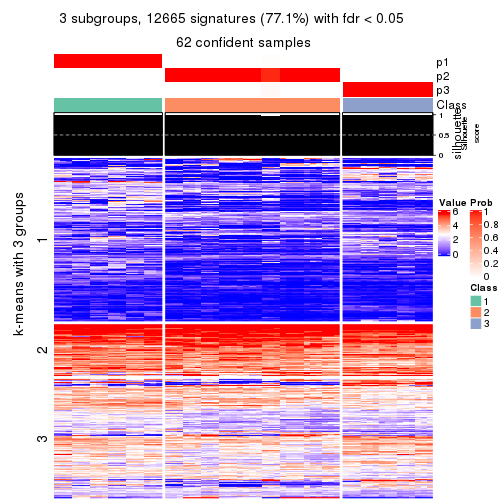 3 subgroups, 12665 signatures (77.1%) with fdr < 0.05
62 confident samples
p1
p2
p3
Class
1
0.5
0
silhouette
Silhouette
score
k-means with 3 groups
1
2
3
Value
6
4
2
0
Prob
1
0.8
0.6
0.4
0.2
0
Class
1
2
3